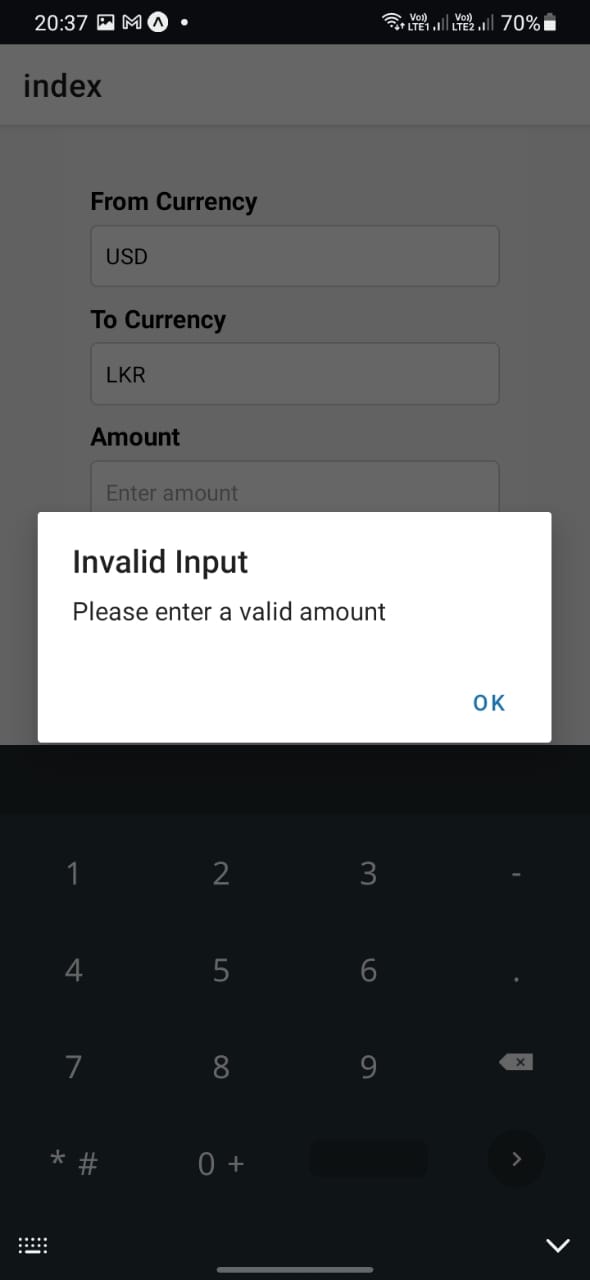 20:37 Vo) LTE1 Vo) LTE2 70%
index
From Currency
USD
To Currency
LKR
Amount
Enter amount
Invalid Input
Please enter a valid amount
OK
1 2 3 -
4 5 6 .
7 8 9
* # 0 +